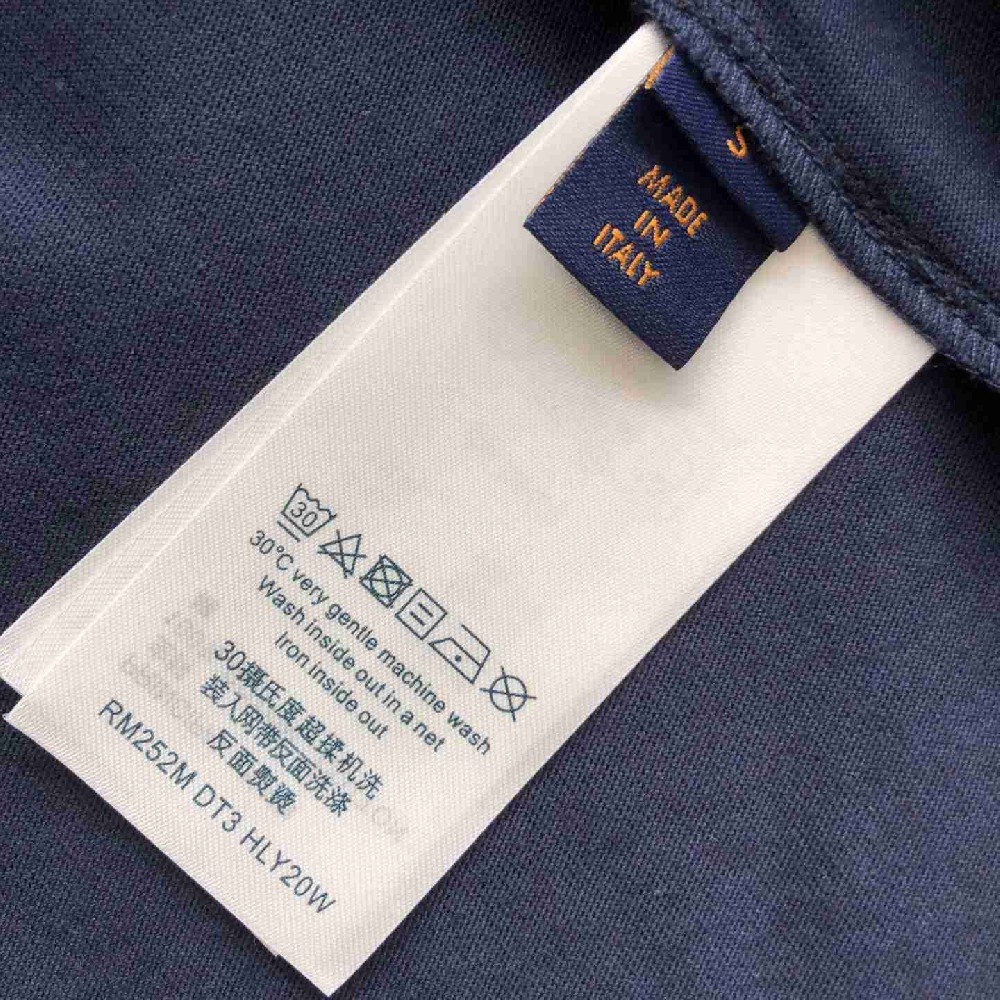 S
MADE
IN
ITALY
30
30°C very gentle machine wash
Wash inside out in a net
Iron inside out
30摄氏度超揉机洗
装入网带反面洗涤
反面熨烫
RM252M DT3 HLY20W